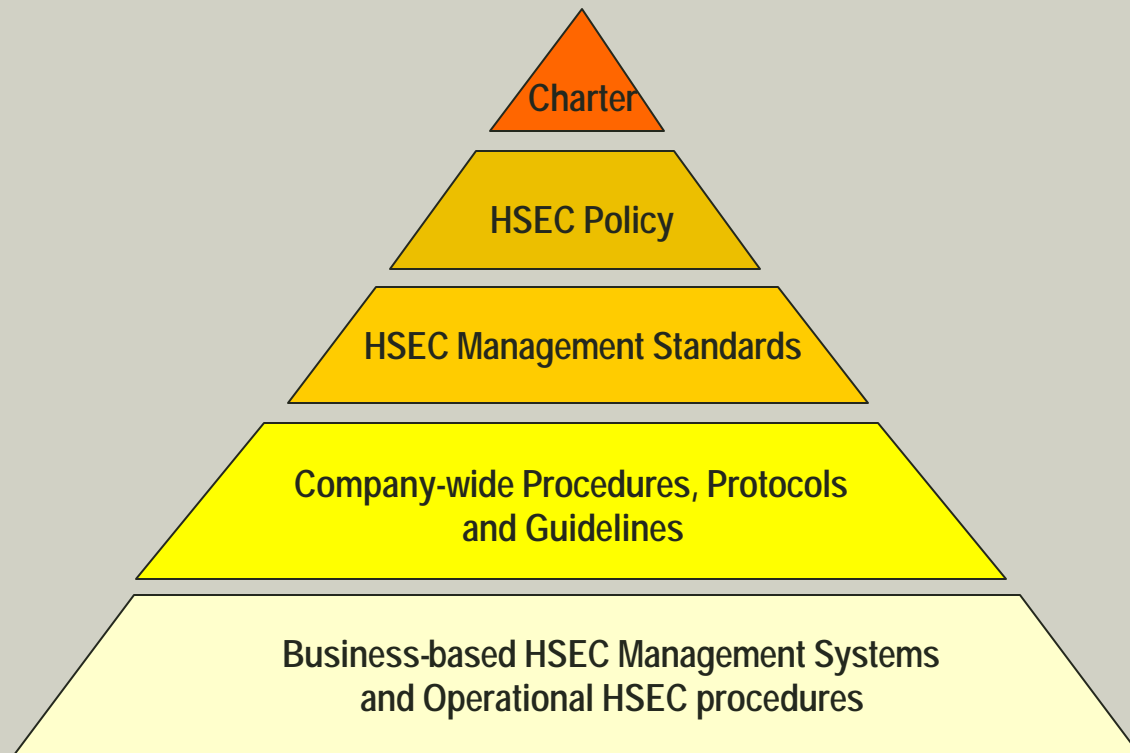 Charter
HSEC Policy
HSEC Management Standards
Company-wide Procedures, Protocols
and Guidelines
Business-based HSEC Management Systems
and Operational HSEC procedures